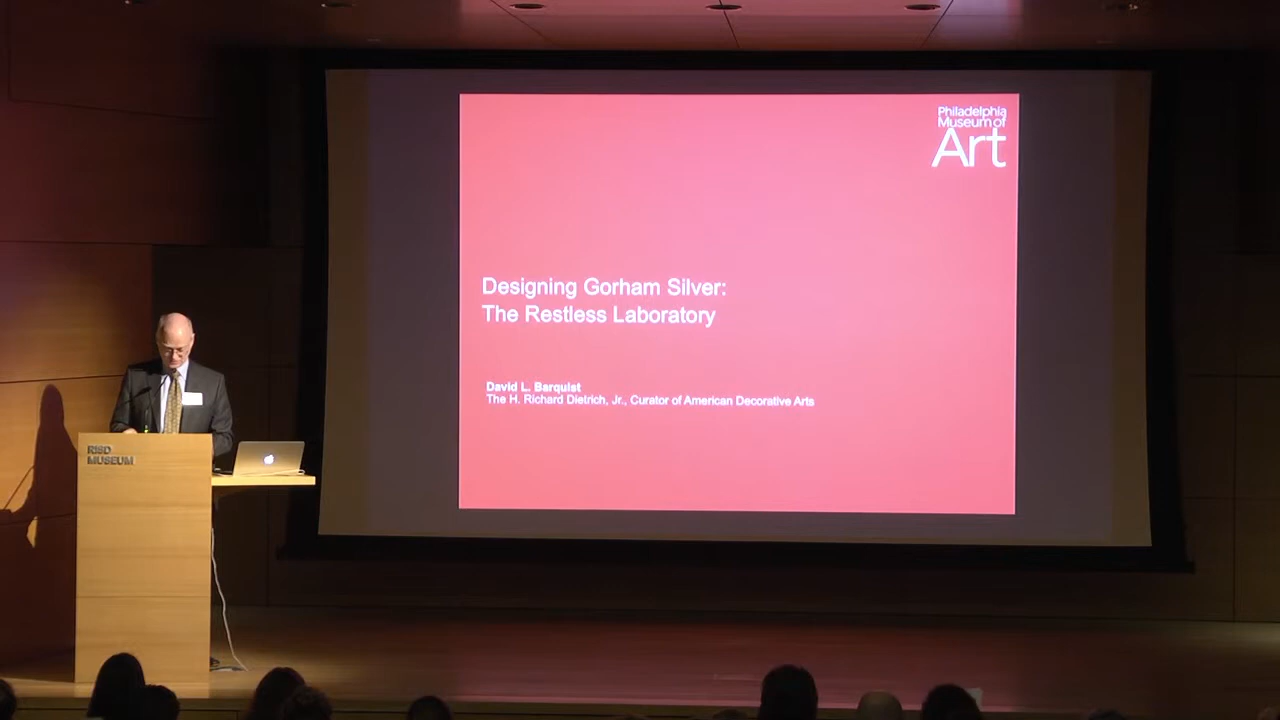 Philadelphia
Museum of
Art
Designing Gorham Silver:
The Restless Laboratory
David L. Barquist
The H. Richard Dietrich, Jr., Curator of American Decorative Arts
RISD
MUSEUM